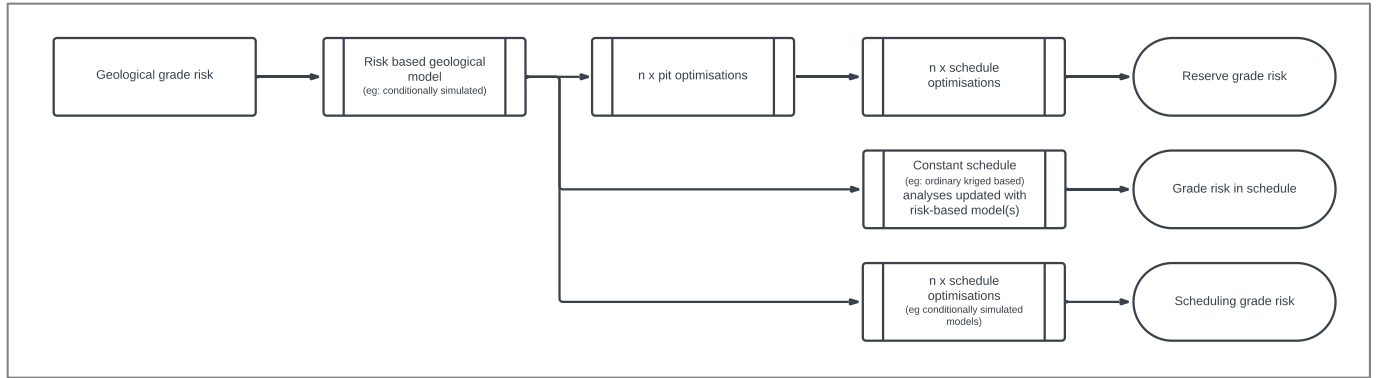 Geological grade risk
Risk based geological
model
(eg: conditionally simulated)
n x pit optimisations
n x schedule
optimisations
Reserve grade risk
Constant schedule
(eg: ordinary kriged based)
analyses updated with
risk-based model(s)
Grade risk in schedule
n x schedule
optimisations
(eg conditionally simulated
models)
Scheduling grade risk